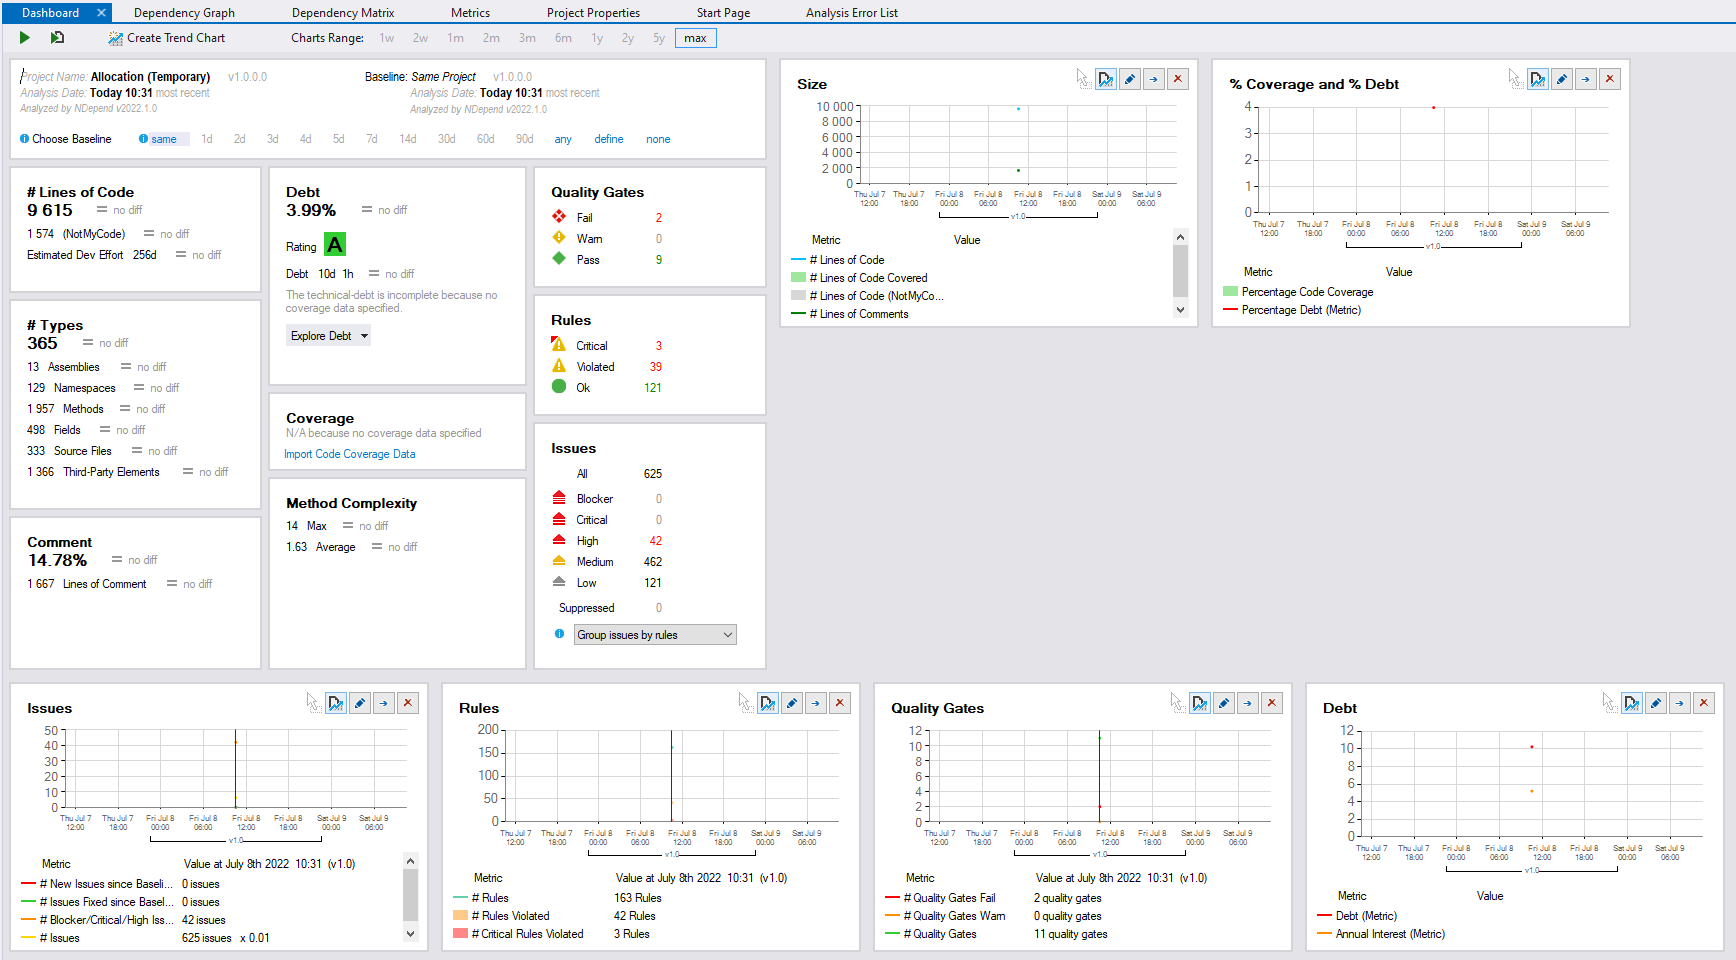 Dashboard Dependency Graph Dependency Matrix Metrics Project Properties Start Page Analysis Error List
Create Trend Chart Charts Range: 1w 2w 1m 2m 3m 6m 1y 2y 5y max
Project Name: Allocation (Temporary) v1.0.0.0
Analysis Date: Today 10:31 most recent
Analyzed by NDepend v2022.1.0
Baseline: Same Project v1.0.0.0
Analysis Date: Today 10:31 most recent
Analyzed by NDepend v2022.1.0
Choose Baseline same 1d 2d 3d 4d 5d 7d 14d 30d 60d 90d any define none
# Lines of Code
9 615 = no diff
1 574 (NotMyCode) = no diff
Estimated Dev Effort 256d = no diff
# Types
365 = no diff
13 Assemblies = no diff
129 Namespaces = no diff
1 957 Methods = no diff
498 Fields = no diff
333 Source Files = no diff
1 366 Third-Party Elements = no diff
Comment
14.78% = no diff
1 667 Lines of Comment = no diff
Debt
3.99% = no diff
Rating A
Debt 10d 1h = no diff
The technical-debt is incomplete because no
coverage data specified.
Explore Debt
Coverage
N/A because no coverage data specified
Import Code Coverage Data
Method Complexity
14 Max = no diff
1.63 Average = no diff
Quality Gates
Fail 2
Warn 0
Pass 9
Rules
Critical 3
Violated 39
Ok 121
Issues
All 625
Blocker 0
Critical 0
High 42
Medium 462
Low 121
Suppressed 0
Group issues by rules
Size
10 000
8 000
6 000
4 000
2 000
0
Thu Jul 7 Thu Jul 7 Fri Jul 8 Fri Jul 8 Fri Jul 8 Fri Jul 8 Sat Jul 9 Sat Jul 9
12:00 18:00 00:00 06:00 12:00 18:00 00:00 06:00
v1.0
Metric Value
# Lines of Code
# Lines of Code Covered
# Lines of Code (NotMyCo...
# Lines of Comments
% Coverage and % Debt
4
3
2
1
0
Thu Jul 7 Thu Jul 7 Fri Jul 8 Fri Jul 8 Fri Jul 8 Fri Jul 8 Sat Jul 9 Sat Jul 9
12:00 18:00 00:00 06:00 12:00 18:00 00:00 06:00
v1.0
Metric Value
Percentage Code Coverage
Percentage Debt (Metric)
Issues
50
40
30
20
10
0
Thu Jul 7 Thu Jul 7 Fri Jul 8 Fri Jul 8 Fri Jul 8 Fri Jul 8 Sat Jul 9 Sat Jul 9
12:00 18:00 00:00 06:00 12:00 18:00 00:00 06:00
v1.0
Metric Value at July 8th 2022 10:31 (v1.0)
# New Issues since Baseli... 0 issues
# Issues Fixed since Basel... 0 issues
# Blocker/Critical/High Iss... 42 issues
# Issues 625 issues x 0.01
Rules
200
150
100
50
0
Thu Jul 7 Thu Jul 7 Fri Jul 8 Fri Jul 8 Fri Jul 8 Fri Jul 8 Sat Jul 9 Sat Jul 9
12:00 18:00 00:00 06:00 12:00 18:00 00:00 06:00
v1.0
Metric Value at July 8th 2022 10:31 (v1.0)
# Rules 163 Rules
# Rules Violated 42 Rules
# Critical Rules Violated 3 Rules
Quality Gates
12
10
8
6
4
2
0
Thu Jul 7 Thu Jul 7 Fri Jul 8 Fri Jul 8 Fri Jul 8 Fri Jul 8 Sat Jul 9 Sat Jul 9
12:00 18:00 00:00 06:00 12:00 18:00 00:00 06:00
v1.0
Metric Value at July 8th 2022 10:31 (v1.0)
# Quality Gates Fail 2 quality gates
# Quality Gates Warn 0 quality gates
# Quality Gates 11 quality gates
Debt
12
10
8
6
4
2
0
Thu Jul 7 Thu Jul 7 Fri Jul 8 Fri Jul 8 Fri Jul 8 Fri Jul 8 Sat Jul 9 Sat Jul 9
12:00 18:00 00:00 06:00 12:00 18:00 00:00 06:00
v1.0
Metric Value
Debt (Metric)
Annual Interest (Metric)